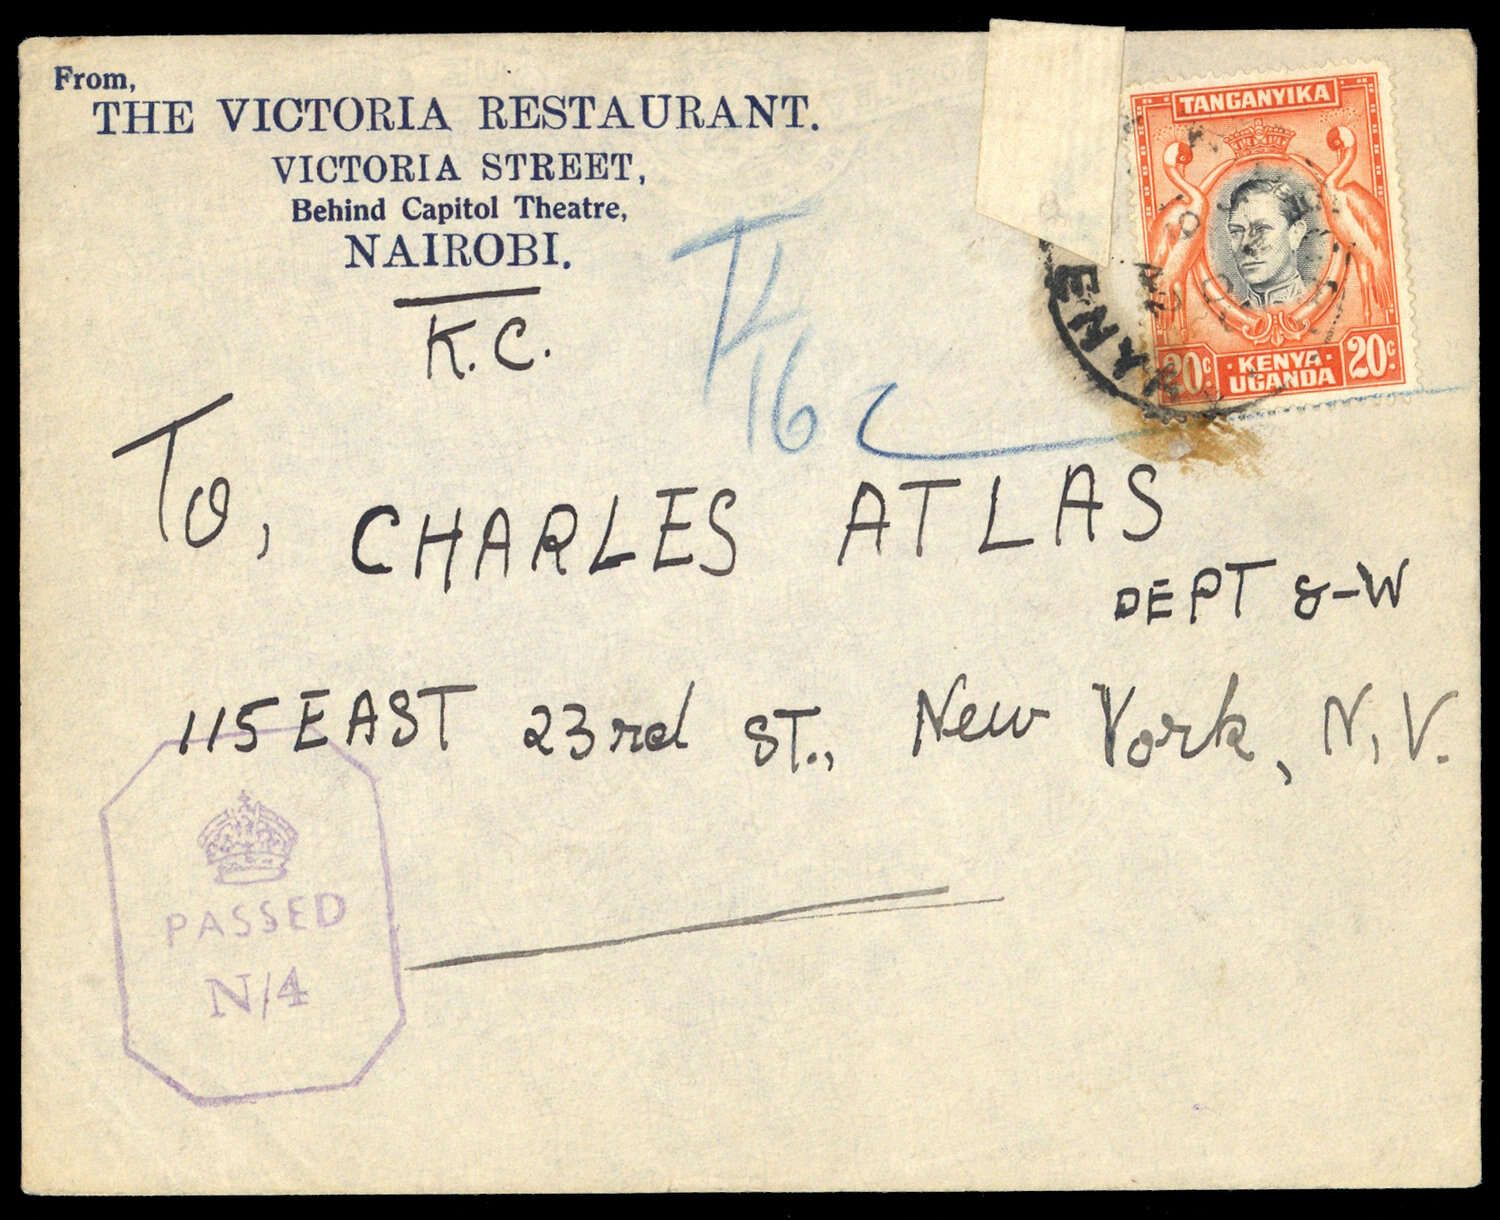 From,
THE VICTORIA RESTAURANT.
VICTORIA STREET,
Behind Capitol Theatre,
NAIROBI.
K.C.
T
16 c
TANGANYIKA
20c. · KENYA · 20c.
UGANDA
To, CHARLES ATLAS
DEPT 8-W
115 EAST 23rd ST., New York, N.Y.
PASSED
N/4